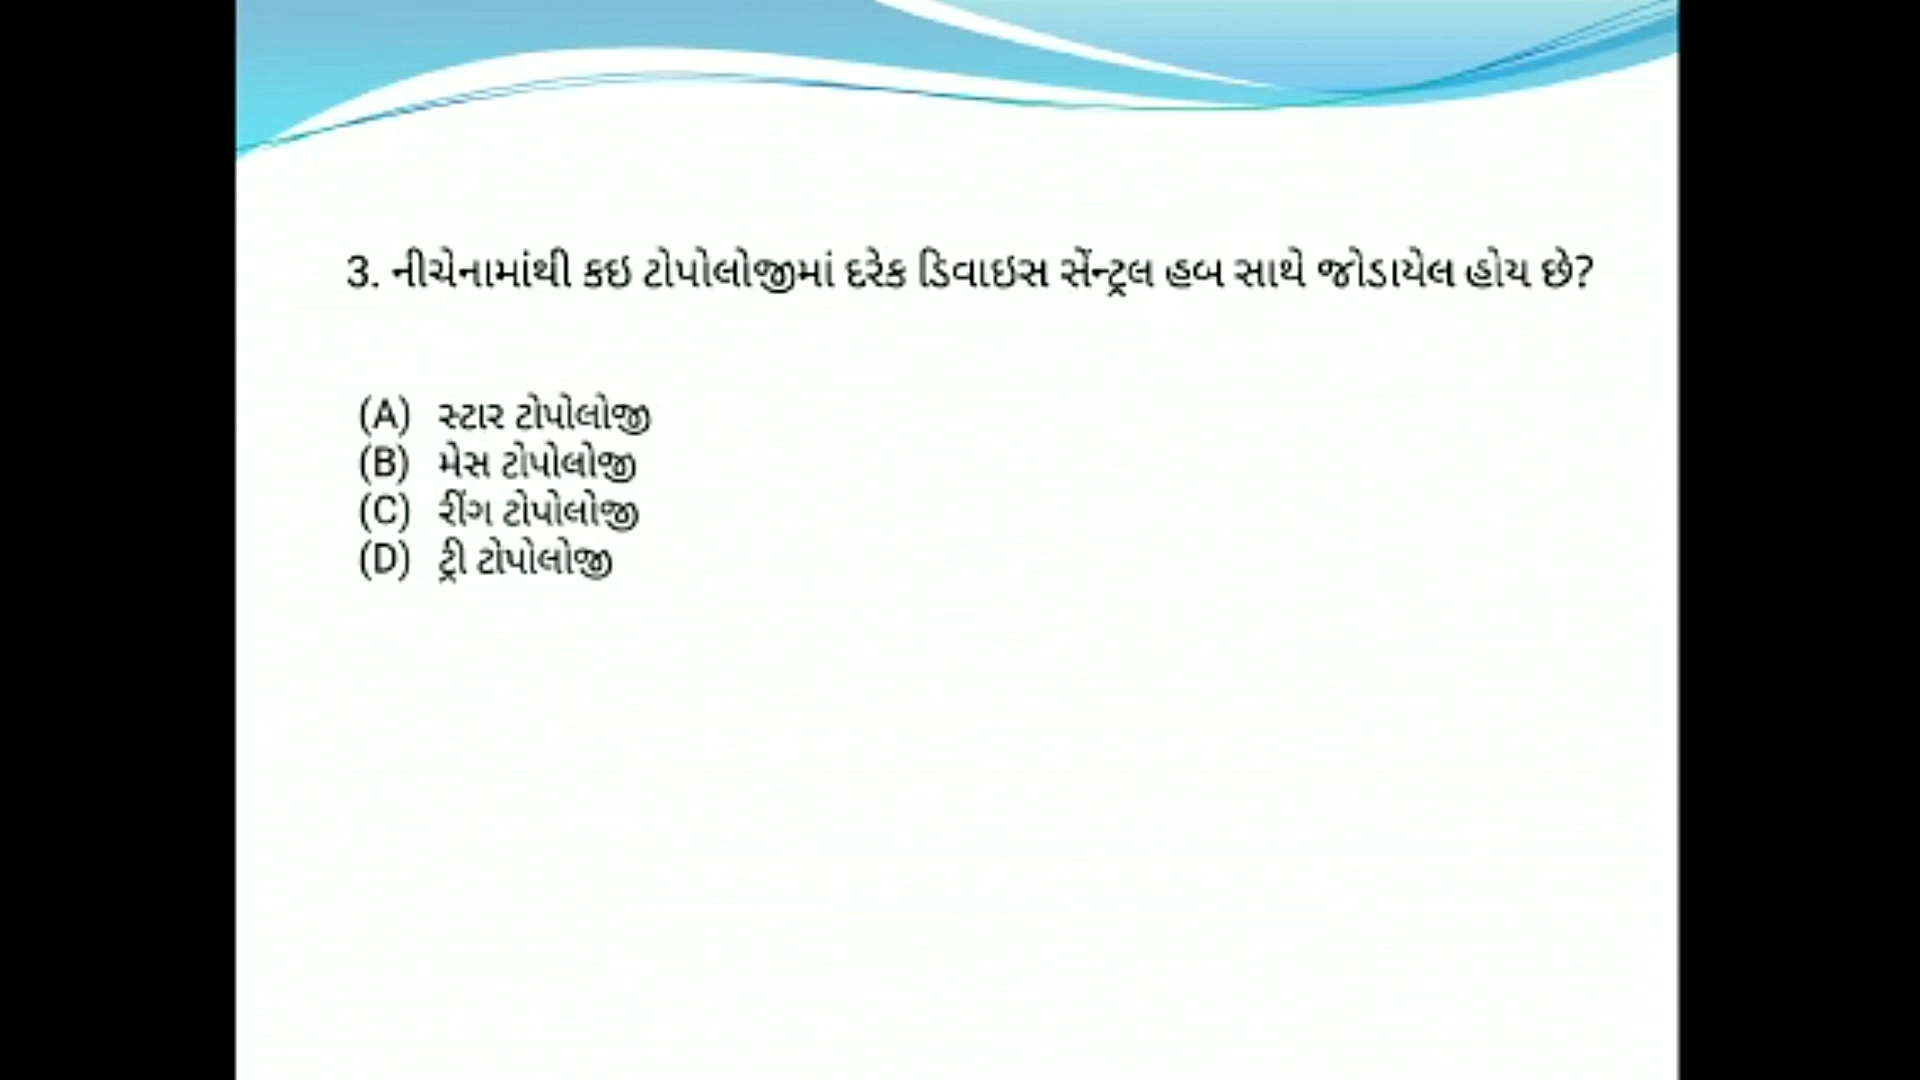 3. નીચેનામાંથી કઇ ટોપોલોજીમાં દરેક ડિવાઇસ સેંન્ટ્રલ હબ સાથે જોડાયેલ હોય છે?
(A) સ્ટાર ટોપોલોજી
(B) મેસ ટોપોલોજી
(C) રીંગ ટોપોલોજી
(D) ટ્રી ટોપોલોજી